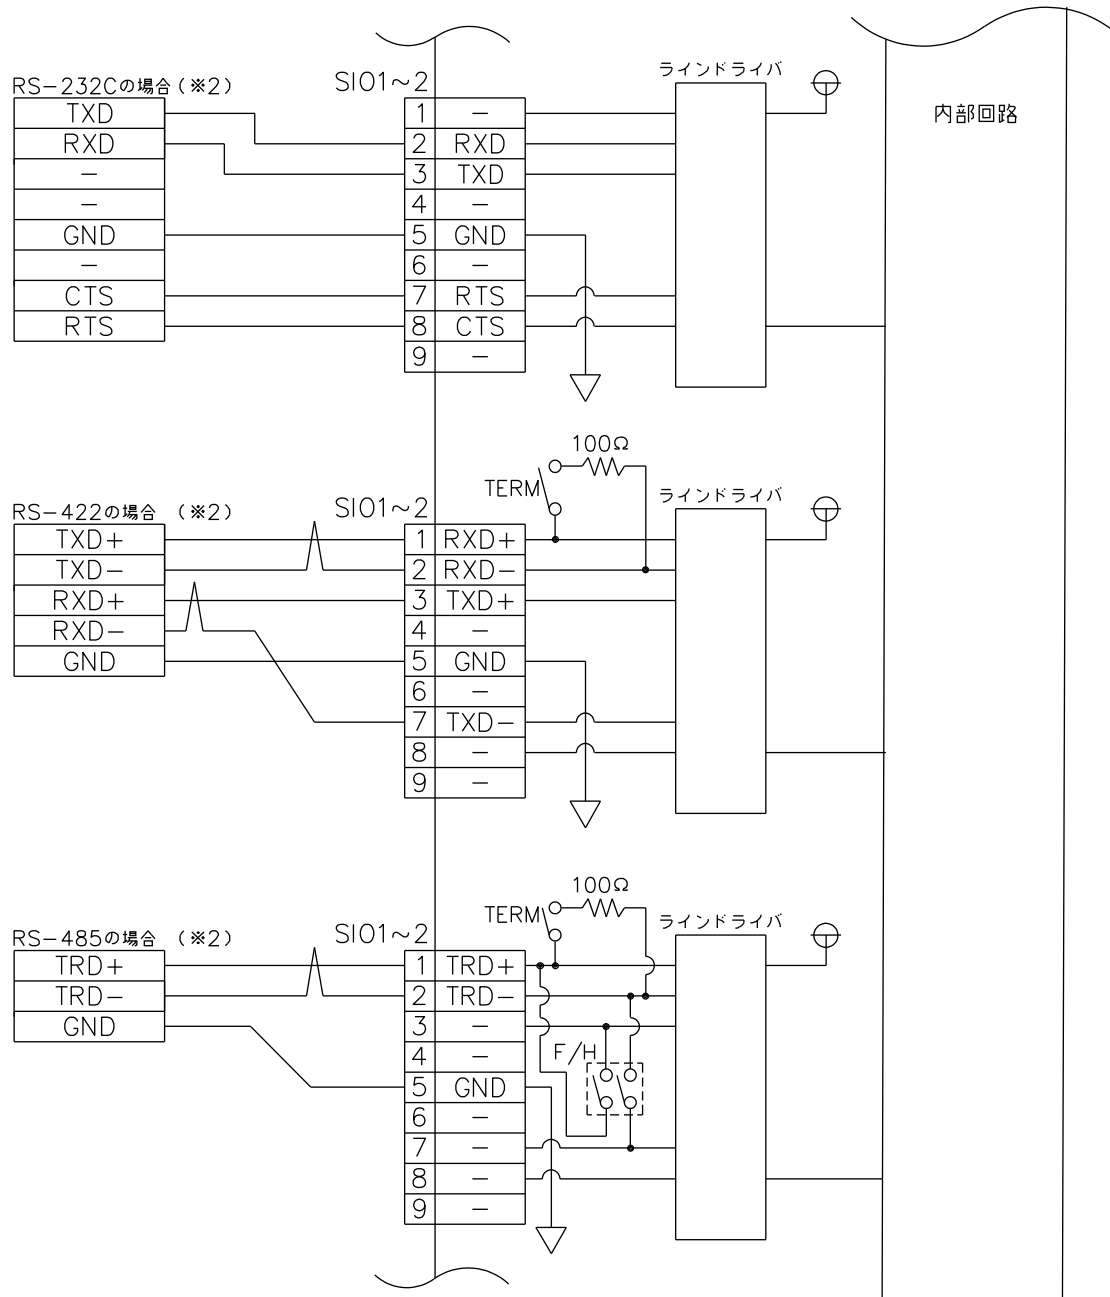 RS-232Cの場合(※2)
SIO1~2
ラインドライバ
内部回路
TXD 1 -
RXD 2 RXD
- 3 TXD
- 4 -
GND 5 GND
- 6 -
CTS 7 RTS
RTS 8 CTS
9 -
100Ω
TERM
RS-422の場合 (※2)
SIO1~2
ラインドライバ
TXD+ 1 RXD+
TXD- 2 RXD-
RXD+ 3 TXD+
RXD- 4 -
GND 5 GND
6 -
7 TXD-
8 -
9 -
100Ω
TERM
RS-485の場合 (※2)
SIO1~2
ラインドライバ
TRD+ 1 TRD+
TRD- 2 TRD-
GND 3 -
4 - F/H
5 GND
6 -
7 -
8 -
9 -